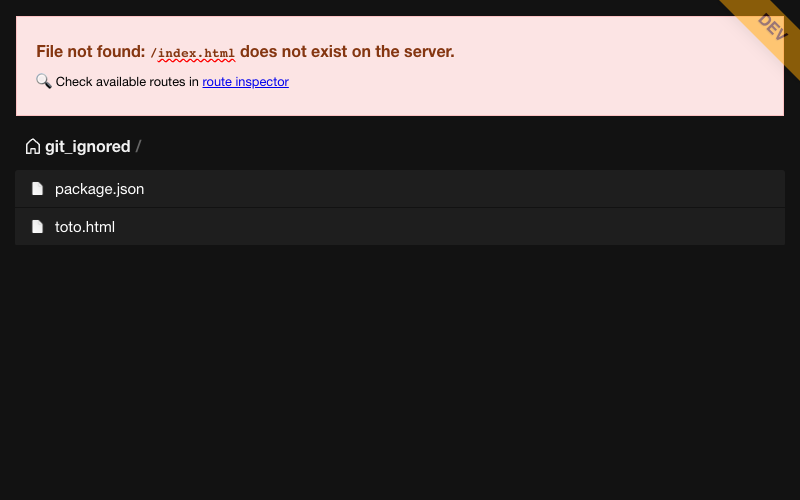 File not found: /index.html does not exist on the server.
DEV
🔍 Check available routes in route inspector
git_ignored /
package.json
toto.html